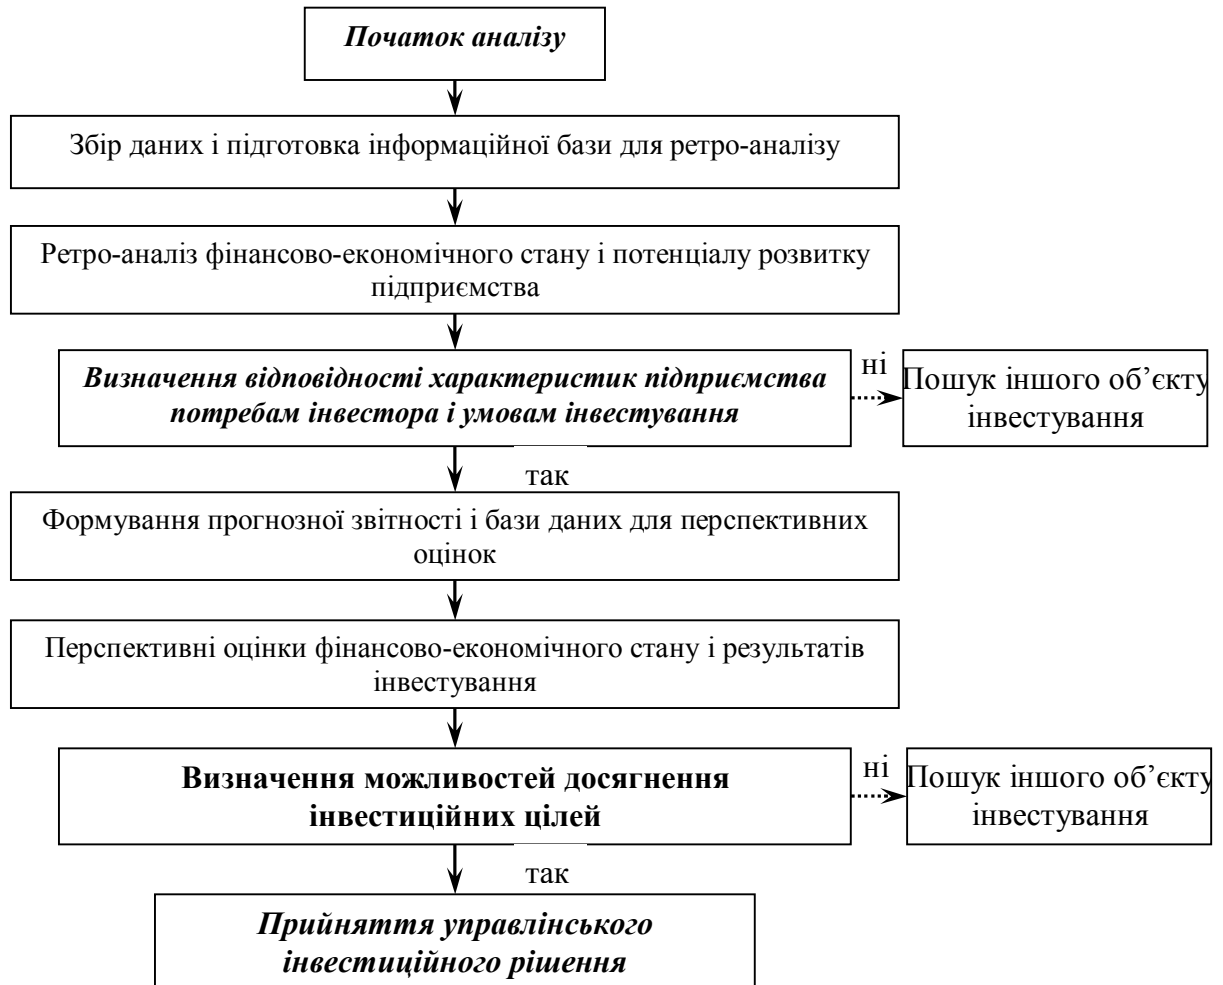 Початок аналізу
Збір даних і підготовка інформаційної бази для ретро-аналізу
Ретро-аналіз фінансово-економічного стану і потенціалу розвитку
підприємства
Визначення відповідності характеристик підприємства
потребам інвестора і умовам інвестування
ні
Пошук іншого об’єкту
інвестування
так
Формування прогнозної звітності і бази даних для перспективних
оцінок
Перспективні оцінки фінансово-економічного стану і результатів
інвестування
Визначення можливостей досягнення
інвестиційних цілей
ні
Пошук іншого об’єкту
інвестування
так
Прийняття управлінського
інвестиційного рішення